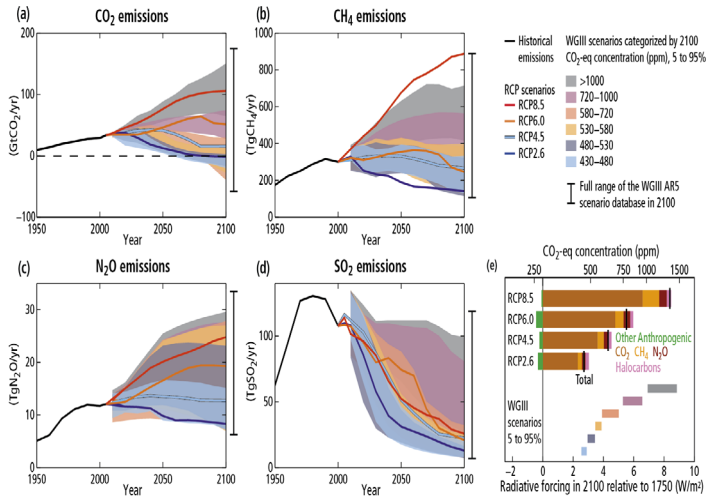 (a) CO2 emissions
(GtCO2/yr)
200
100
0
−100
1950 2000 2050 2100
Year
(b) CH4 emissions
(TgCH4/yr)
1000
800
600
400
200
0
1950 2000 2050 2100
Year
Historical emissions
RCP scenarios
RCP8.5
RCP6.0
RCP4.5
RCP2.6
WGIII scenarios categorized by 2100
CO2-eq concentration (ppm), 5 to 95%
>1000
720−1000
580−720
530−580
480−530
430−480
Full range of the WGIII AR5
scenario database in 2100
(c) N2O emissions
(TgN2O/yr)
30
20
10
0
1950 2000 2050 2100
Year
(d) SO2 emissions
(TgSO2/yr)
100
50
0
1950 2000 2050 2100
Year
(e)
CO2-eq concentration (ppm)
250 500 750 1000 1500
RCP8.5
RCP6.0
RCP4.5
RCP2.6
Other Anthropogenic
CO2 CH4 N2O
Halocarbons
Total
WGIII
scenarios
5 to 95%
−2 0 2 4 6 8 10
Radiative forcing in 2100 relative to 1750 (W/m²)